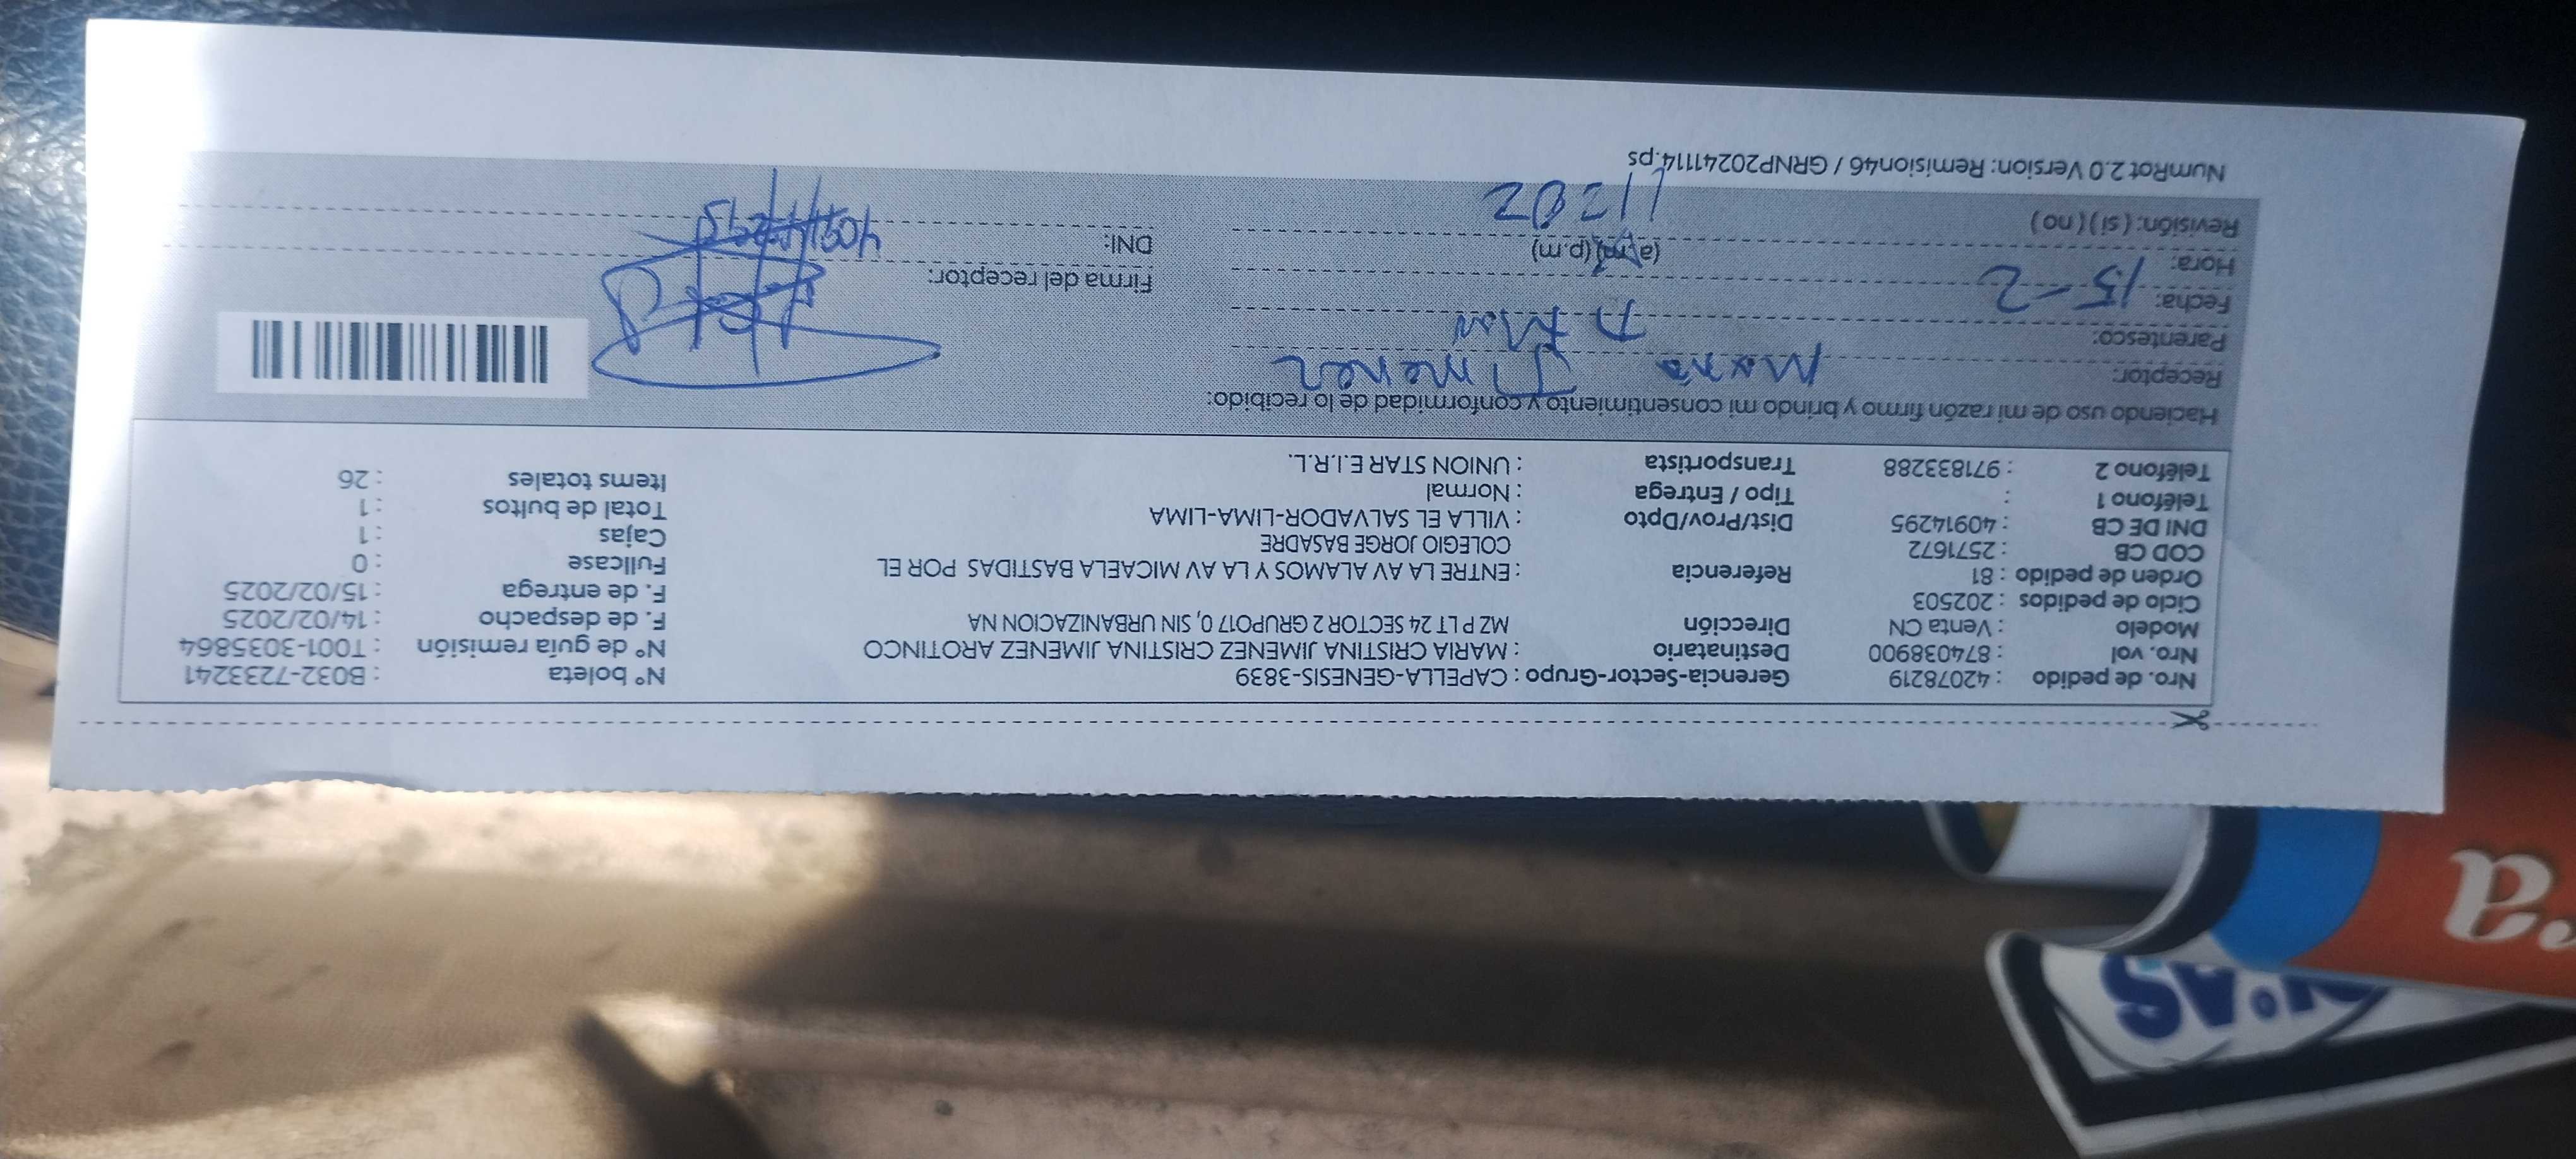 Nro. de pedido : 42078219 Gerencia-Sector-Grupo : CAPELLA-GENESIS-3839 N° boleta : B032-7233241
Nro. vol : 874038900 Destinatario : MARIA CRISTINA JIMENEZ CRISTINA JIMENEZ AROTINCO N° de guía remisión : T001-3035864
Modelo : Venta CN Dirección MZ P LT 24 SECTOR 2 GRUPO17 0, SIN URBANIZACION NA F. de despacho : 14/02/2025
Ciclo de pedidos : 202503 F. de entrega : 15/02/2025
Orden de pedido : 81 Referencia : ENTRE LA AV ALAMOS Y LA AV MICAELA BASTIDAS POR EL Fullcase : 0
COD CB : 2571672 COLEGIO JORGE BASADRE Cajas : 1
DNI DE CB : 40914295 Dist/Prov/Dpto : VILLA EL SALVADOR-LIMA-LIMA Total de bultos : 1
Teléfono 1 : Tipo / Entrega : Normal Items totales : 26
Teléfono 2 : 971833288 Transportista : UNION STAR E.I.R.L.
Haciendo uso de mi razón firmo y brindo mi consentimiento y conformidad de lo recibido:
Receptor: Maria Jimenez
Parentesco:
Fecha: 15-2 Firma del receptor:
Hora: (a.m) (p.m) DNI:
Revisión: ( si ) ( no ) 11202
NumRot 2.0 Version: Remision46 / GRNP20241114.ps
'a
N.AS